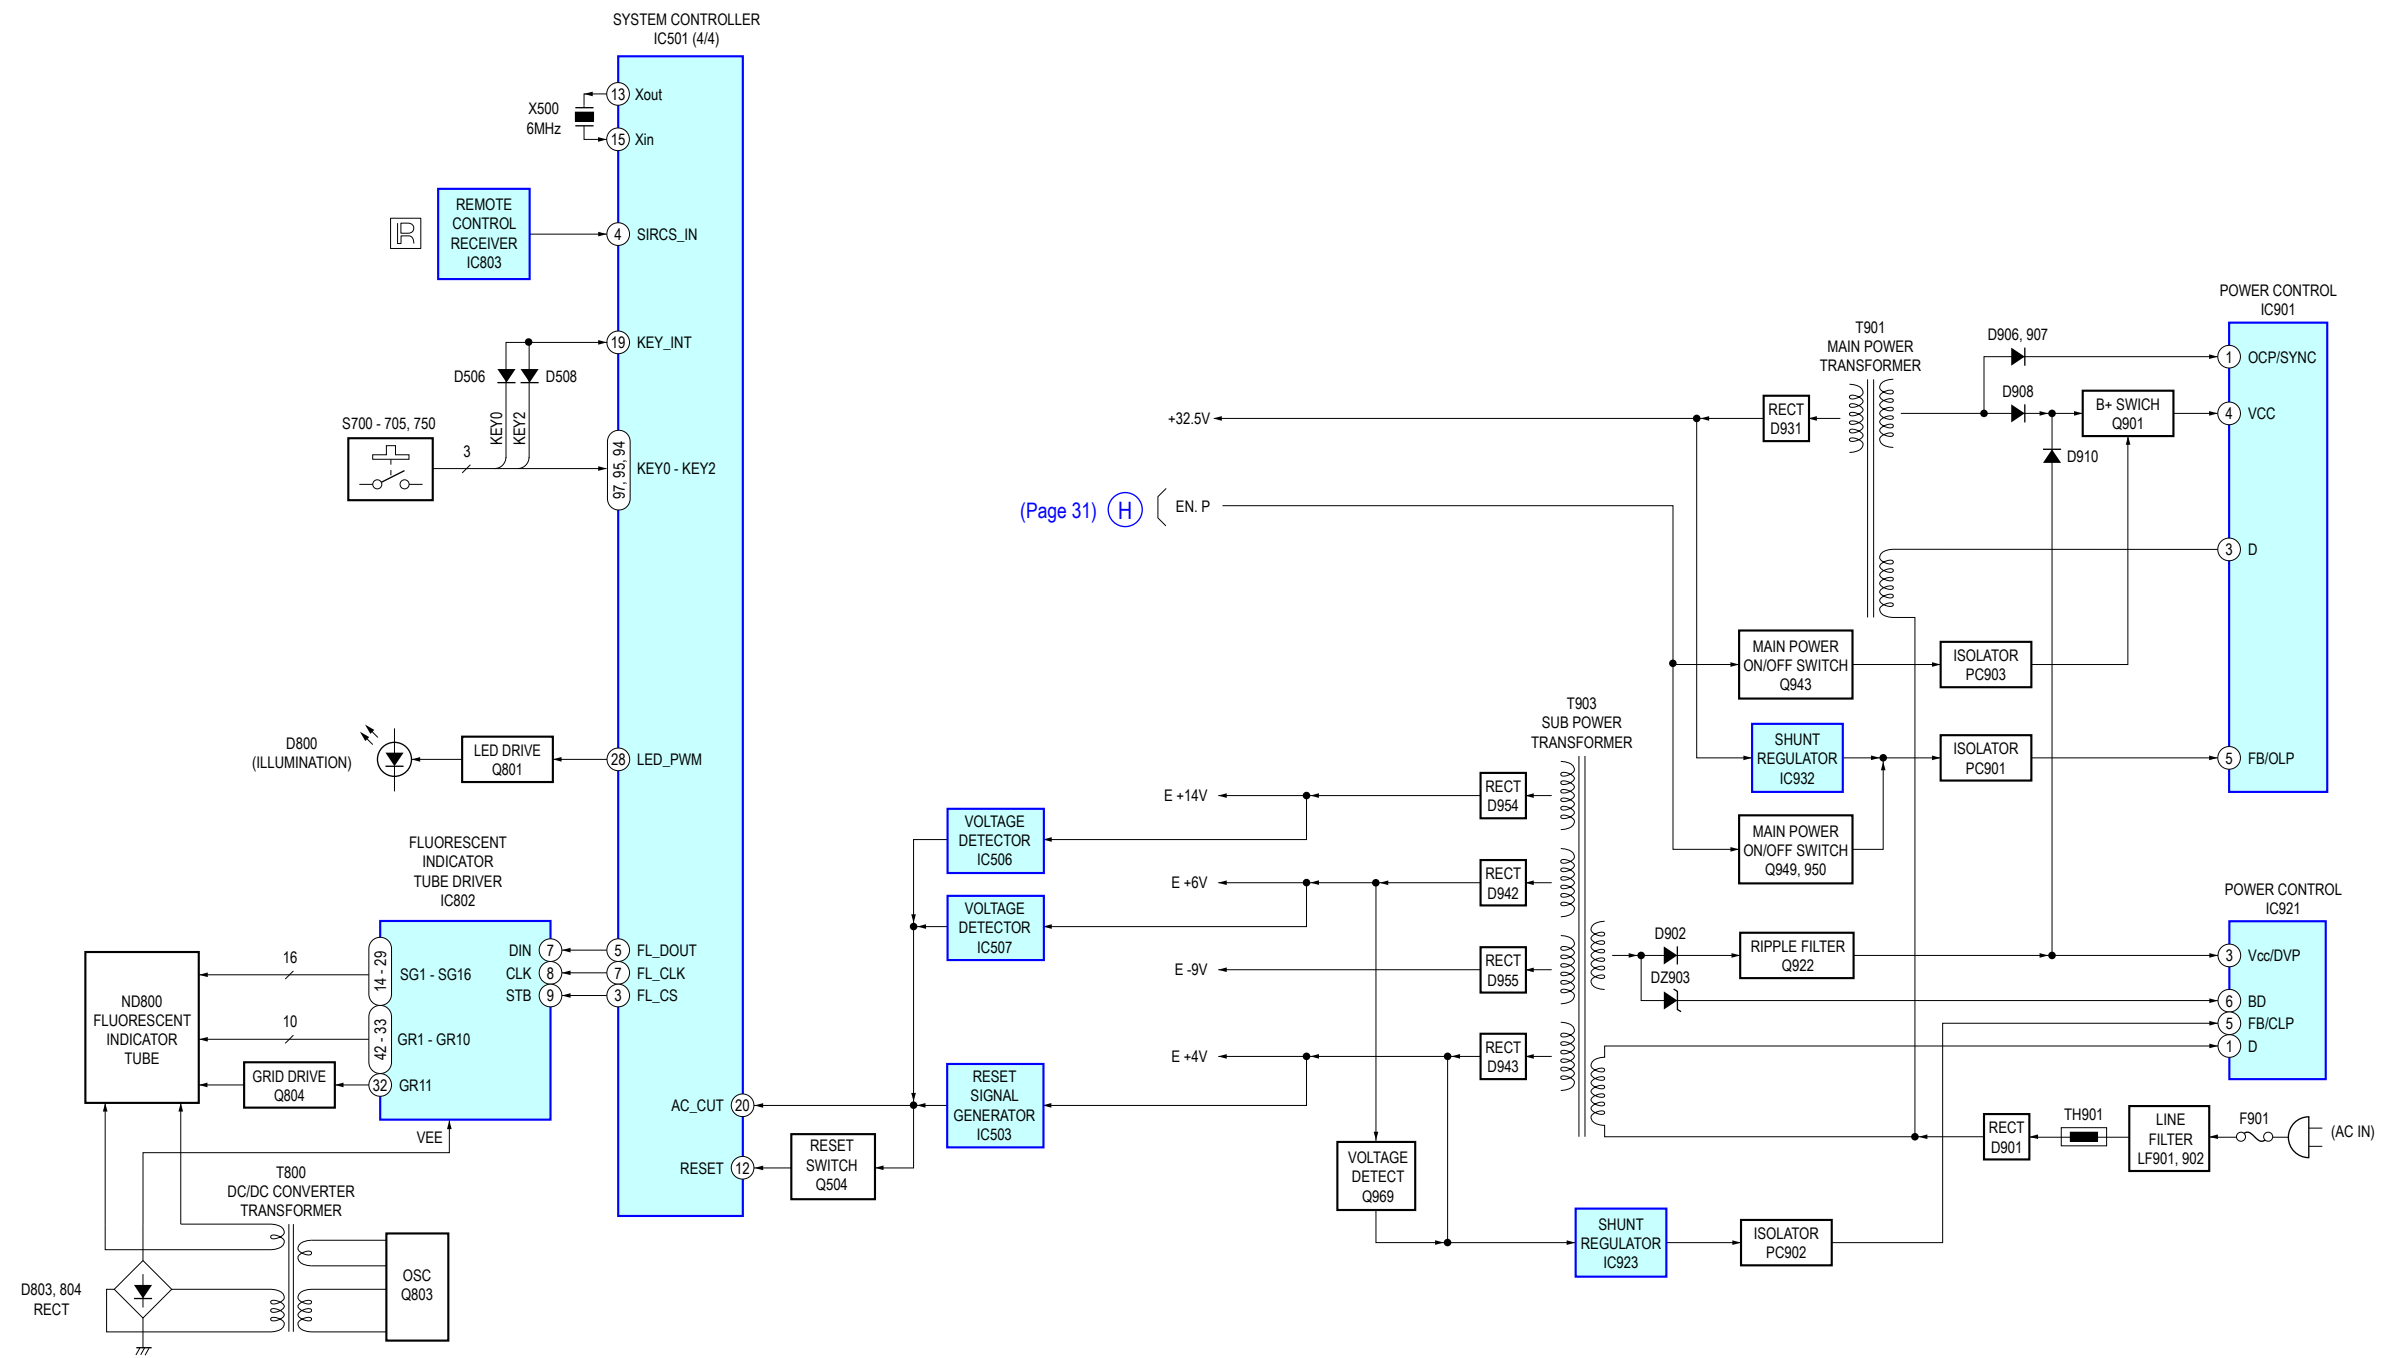 SYSTEM CONTROLLER
IC501 (4/4)
X500
6MHz
13
Xout
15
Xin
REMOTE
CONTROL
RECEIVER
IC803
R
4
SIRCS_IN
19
KEY_INT
D506
D508
KEY0
KEY2
S700 - 705, 750
3
97, 95, 94
KEY0 - KEY2
D800
(ILLUMINATION)
LED DRIVE
Q801
28
LED_PWM
FLUORESCENT
INDICATOR
TUBE DRIVER
IC802
ND800
FLUORESCENT
INDICATOR
TUBE
16
14 - 29
SG1 - SG16
10
42 - 33
GR1 - GR10
GRID DRIVE
Q804
32
GR11
DIN
7
5
FL_DOUT
CLK
8
7
FL_CLK
STB
9
3
FL_CS
VEE
T800
DC/DC CONVERTER
TRANSFORMER
D803, 804
RECT
OSC
Q803
AC_CUT
20
RESET
12
RESET
SWITCH
Q504
VOLTAGE
DETECTOR
IC506
VOLTAGE
DETECTOR
IC507
RESET
SIGNAL
GENERATOR
IC503
+32.5V
(Page 31)
H
EN. P
E +14V
E +6V
E -9V
E +4V
RECT
D954
RECT
D942
RECT
D955
RECT
D943
VOLTAGE
DETECT
Q969
T903
SUB POWER
TRANSFORMER
SHUNT
REGULATOR
IC923
ISOLATOR
PC902
RECT
D931
T901
MAIN POWER
TRANSFORMER
D906, 907
D908
D910
B+ SWICH
Q901
MAIN POWER
ON/OFF SWITCH
Q943
ISOLATOR
PC903
SHUNT
REGULATOR
IC932
ISOLATOR
PC901
MAIN POWER
ON/OFF SWITCH
Q949, 950
POWER CONTROL
IC901
1
OCP/SYNC
4
VCC
3
D
5
FB/OLP
D902
DZ903
RIPPLE FILTER
Q922
POWER CONTROL
IC921
3
Vcc/DVP
6
BD
5
FB/CLP
1
D
RECT
D901
TH901
LINE
FILTER
LF901, 902
F901
(AC IN)